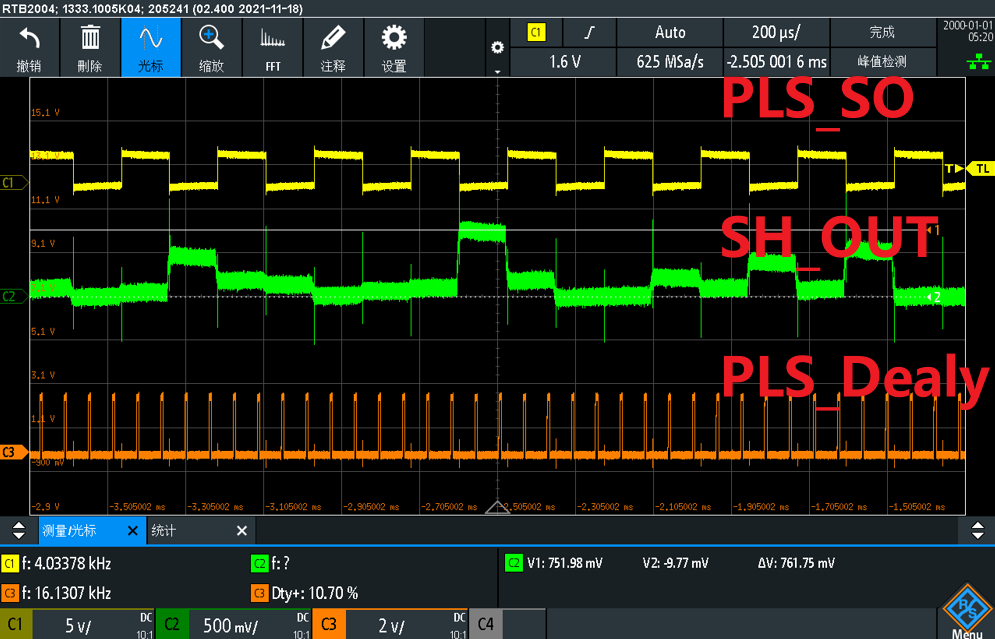 RTB2004; 1333.1005K04; 205241 (02.400 2021-11-18)
撤销 删除 光标 缩放 FFT 注释 设置
C1 Auto 200 µs/ 完成 2000-01-01 05:20
1.6 V 625 MSa/s -2.505 001 6 ms 峰值检测
PLS_SO
15.1 V
T TL
C1
11.1 V
9.1 V
SH_OUT
1
C2
2
5.1 V
3.1 V
PLS_Dealy
1.1 V
C3
-900 mV
-2.9 V -3,505002 ms -3,305002 ms -3,105002 ms -2,905002 ms -2,705002 ms -2,505002 ms -2,305002 ms -2,105002 ms -1,905002 ms -1,705002 ms -1,505002 ms
测量/光标 统计
C1 f: 4.03378 kHz C2 f: ? C2 V1: 751.98 mV V2: -9.77 mV ΔV: 761.75 mV
C3 f: 16.1307 kHz C3 Dty+: 10.70 %
C1 5 V/ DC 10:1 C2 500 mV/ DC 10:1 C3 2 V/ DC 10:1 C4 R&S Menu